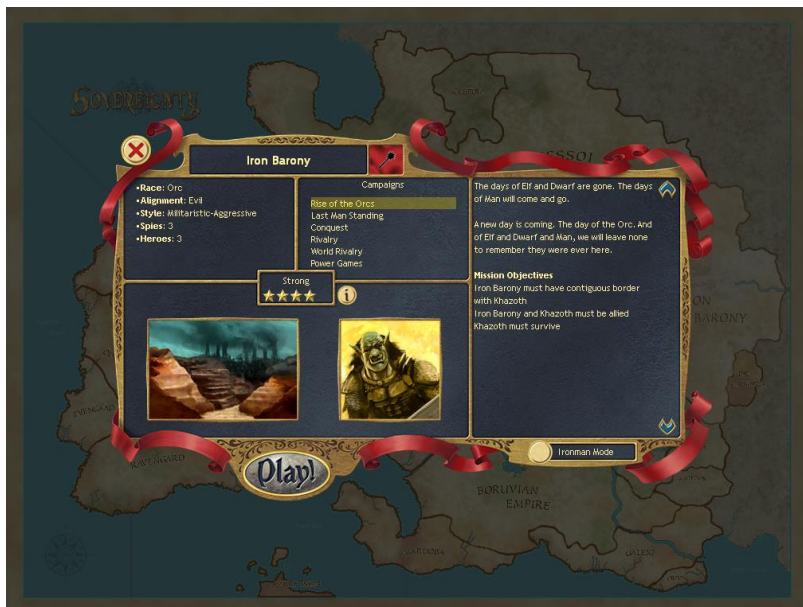 SOVEREIGNTY
ESSOI
Iron Barony
•Race: Orc
•Alignment: Evil
•Style: Militaristic-Aggressive
•Spies: 3
•Heroes: 3
Campaigns
Rise of the Orcs
Last Man Standing
Conquest
Rivalry
World Rivalry
Power Games
The days of Elf and Dwarf are gone. The days
of Man will come and go.
A new day is coming. The day of the Orc. And
of Elf and Dwarf and Man, we will leave none
to remember they were ever here.
Mission Objectives
Iron Barony must have contiguous border
with Khazoth
Iron Barony and Khazoth must be allied
Khazoth must survive
Strong
i
ON
BARONY
RAVENGARD
Play!
Ironman Mode
BORUVIAN
EMPIRE